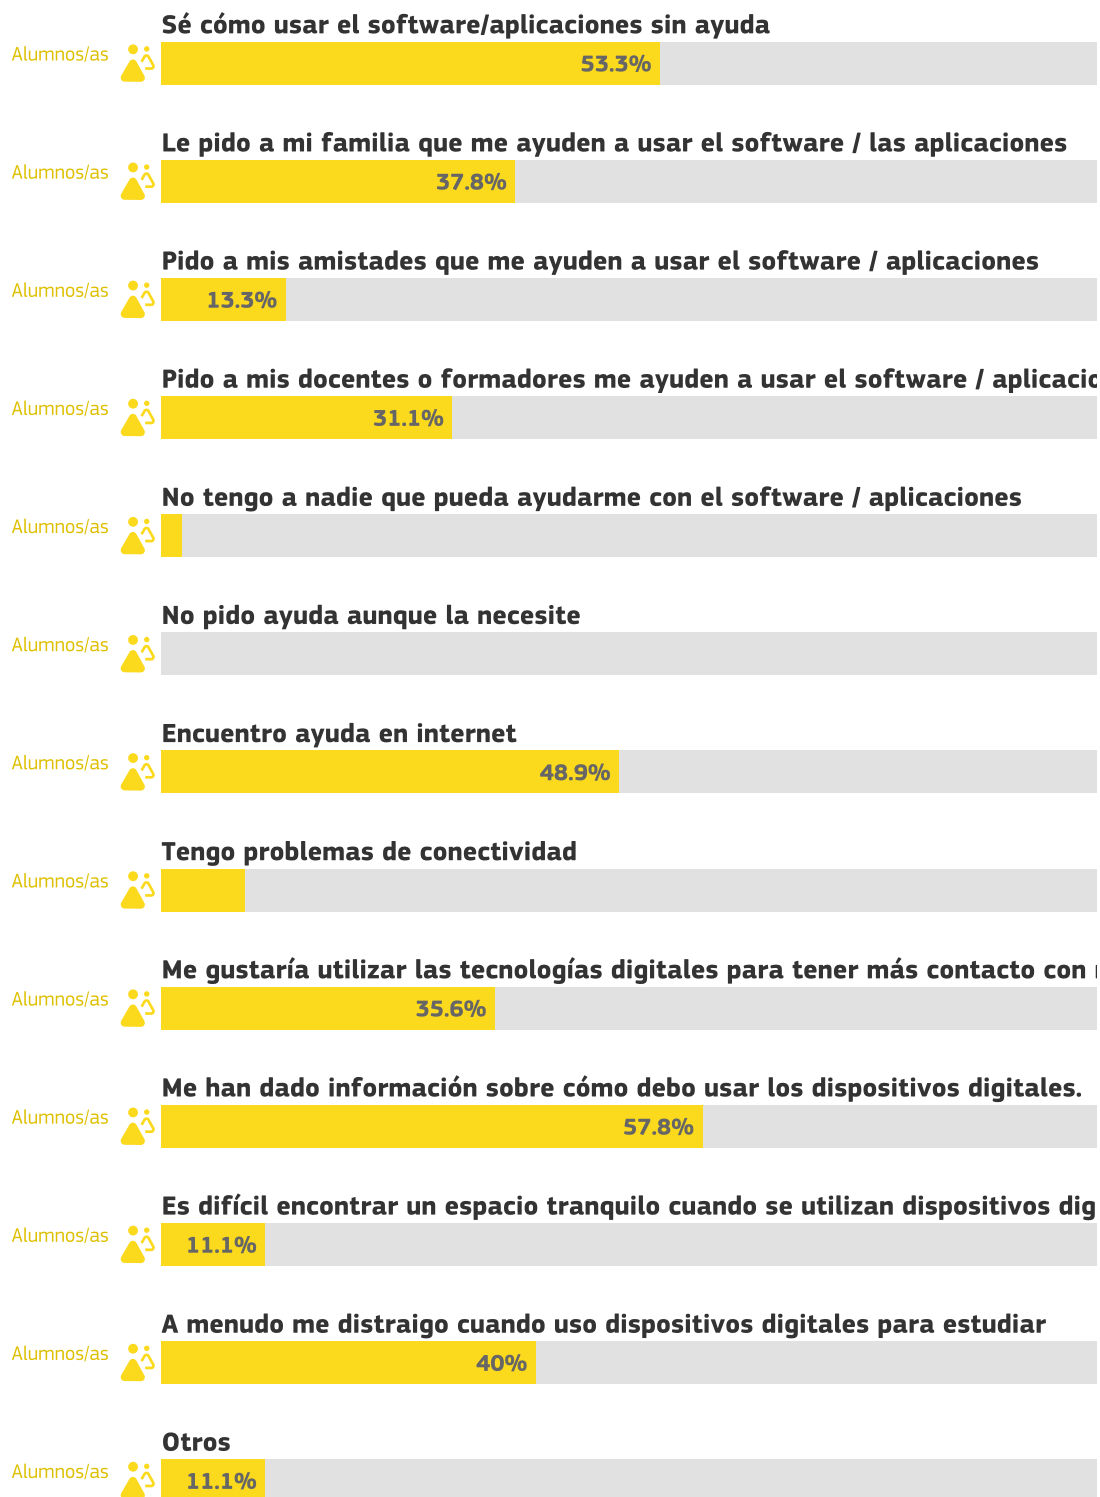 Sé cómo usar el software/aplicaciones sin ayuda
Alumnos/as
53.3%
Le pido a mi familia que me ayuden a usar el software / las aplicaciones
Alumnos/as
37.8%
Pido a mis amistades que me ayuden a usar el software / aplicaciones
Alumnos/as
13.3%
Pido a mis docentes o formadores me ayuden a usar el software / aplicacio
Alumnos/as
31.1%
No tengo a nadie que pueda ayudarme con el software / aplicaciones
Alumnos/as
No pido ayuda aunque la necesite
Alumnos/as
Encuentro ayuda en internet
Alumnos/as
48.9%
Tengo problemas de conectividad
Alumnos/as
Me gustaría utilizar las tecnologías digitales para tener más contacto con
Alumnos/as
35.6%
Me han dado información sobre cómo debo usar los dispositivos digitales.
Alumnos/as
57.8%
Es difícil encontrar un espacio tranquilo cuando se utilizan dispositivos dig
Alumnos/as
11.1%
A menudo me distraigo cuando uso dispositivos digitales para estudiar
Alumnos/as
40%
Otros
Alumnos/as
11.1%